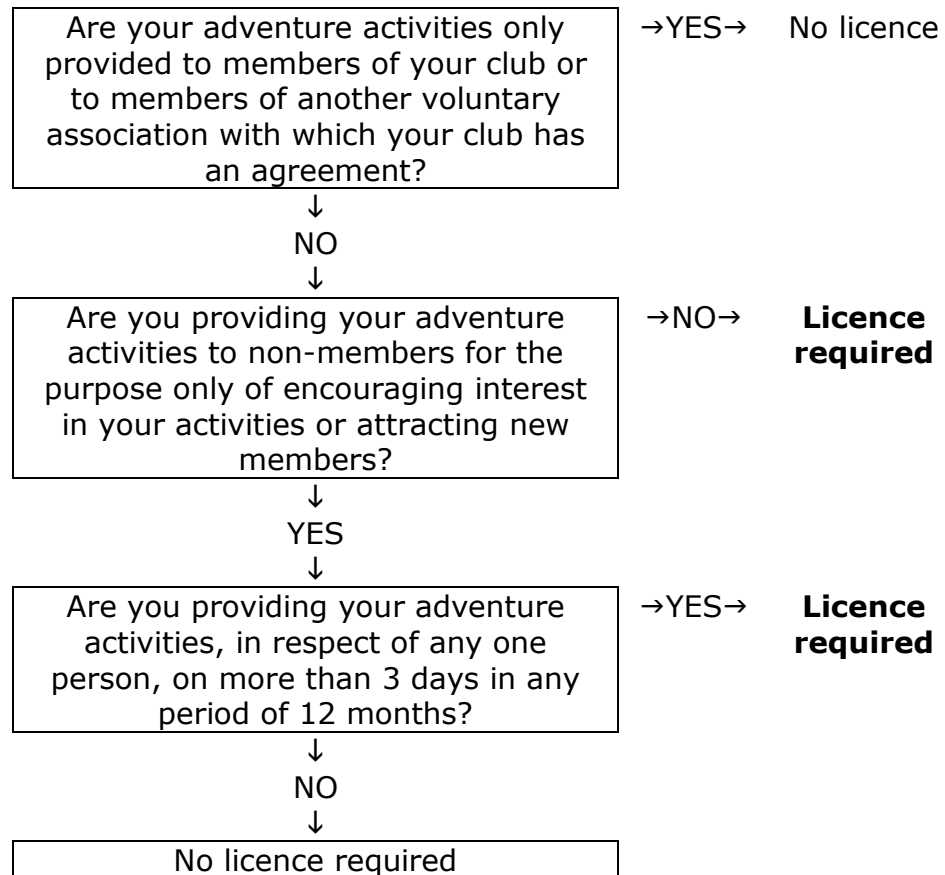 Are your adventure activities only →YES→ No licence
provided to members of your club or
to members of another voluntary
association with which your club has
an agreement?
↓
NO
↓
Are you providing your adventure →NO→ Licence
activities to non-members for the required
purpose only of encouraging interest
in your activities or attracting new
members?
↓
YES
↓
Are you providing your adventure →YES→ Licence
activities, in respect of any one required
person, on more than 3 days in any
period of 12 months?
↓
NO
↓
No licence required